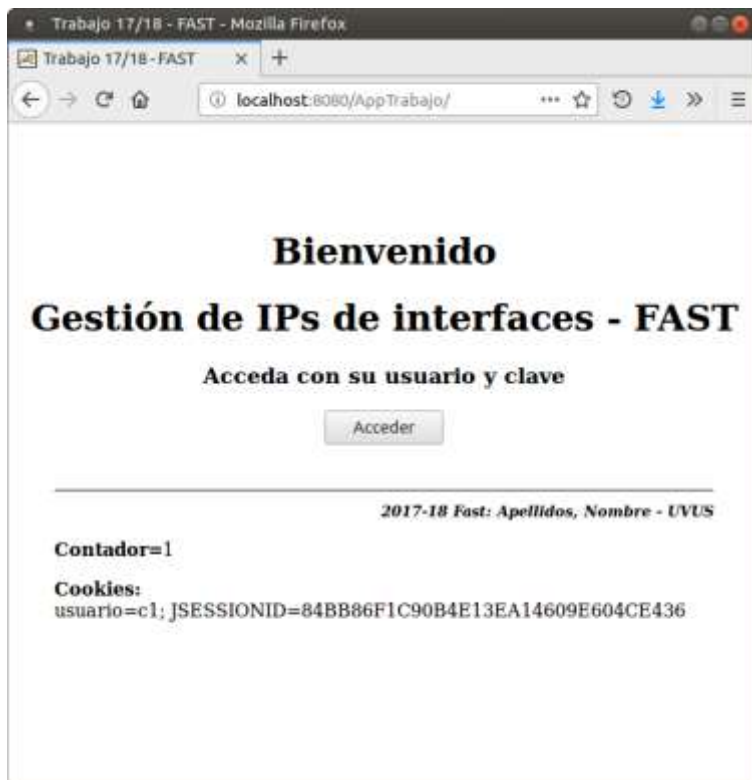 Trabajo 17/18 - FAST - Mozilla Firefox
Trabajo 17/18 - FAST
localhost:8080/AppTrabajo/
Bienvenido
Gestión de IPs de interfaces - FAST
Acceda con su usuario y clave
Acceder
2017-18 Fast: Apellidos, Nombre - UVUS
Contador=1
Cookies:
usuario=c1; JSESSIONID=84BB86F1C90B4E13EA14609E604CE436